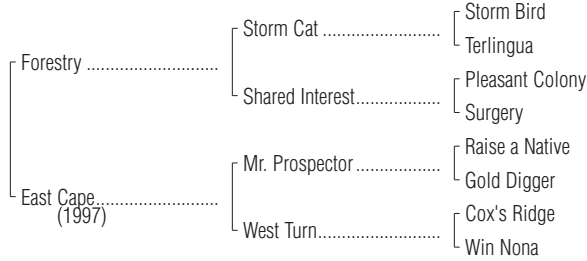 Storm Bird
Storm Cat ........................
Terlingua
Forestry ...........................
Pleasant Colony
Shared Interest.................
Surgery
Raise a Native
Mr. Prospector .................
Gold Digger
East Cape.........................
(1997)
Cox's Ridge
West Turn.........................
Win Nona